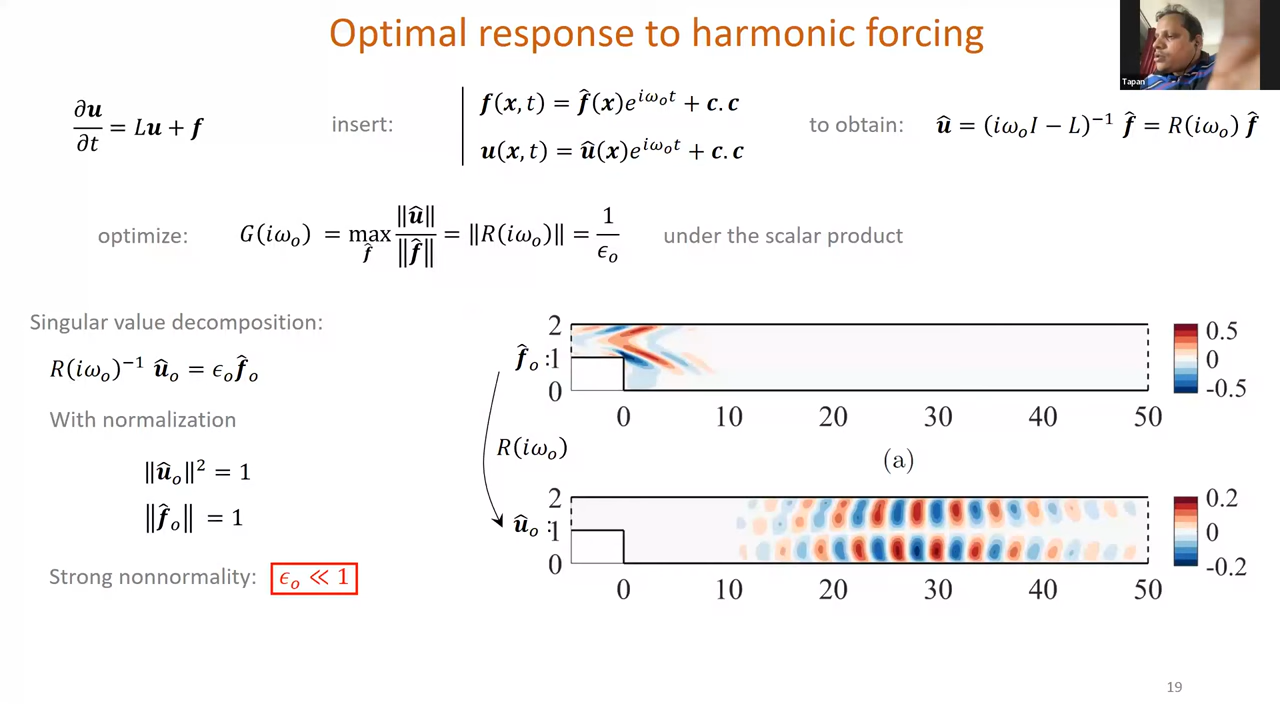 Optimal response to harmonic forcing
Tapan
∂u/∂t = Lu + f
insert:
f(x, t) = f̂(x)e^{iω_o t} + c. c
u(x, t) = û(x)e^{iω_o t} + c. c
to obtain:
û = (iω_o I − L)^{−1} f̂ = R(iω_o) f̂
optimize:
G(iω_o) = max_{f̂} ‖û‖/‖f̂‖ = ‖R(iω_o)‖ = 1/ϵ_o
under the scalar product
Singular value decomposition:
R(iω_o)^{−1} û_o = ϵ_o f̂_o
With normalization
‖û_o‖² = 1
‖f̂_o‖ = 1
Strong nonnormality: ϵ_o ≪ 1
f̂_o :
2
1
0
0 10 20 30 40 50
0.5
0
-0.5
(a)
R(iω_o)
û_o :
2
1
0
0 10 20 30 40 50
0.2
0
-0.2
19